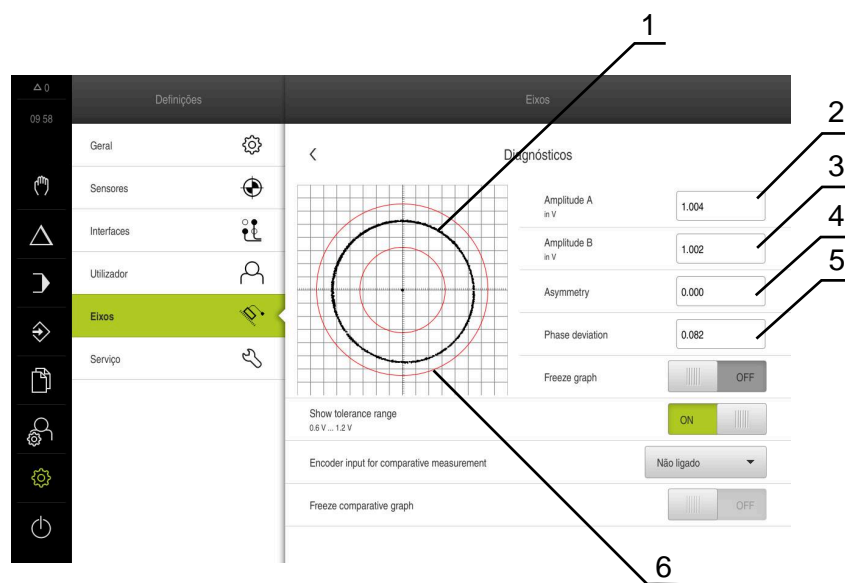 1
△ 0
Definições
Eixos
09 58
2
Geral
Diagnósticos
3
Sensores
Amplitude A
in V
1.004
4
Interfaces
Amplitude B
in V
1.002
5
Utilizador
Asymmetry
0.000
Eixos
Phase deviation
0.082
Serviço
Freeze graph
OFF
Show tolerance range
0.6 V ... 1.2 V
ON
Encoder input for comparative measurement
Não ligado
Freeze comparative graph
OFF
6